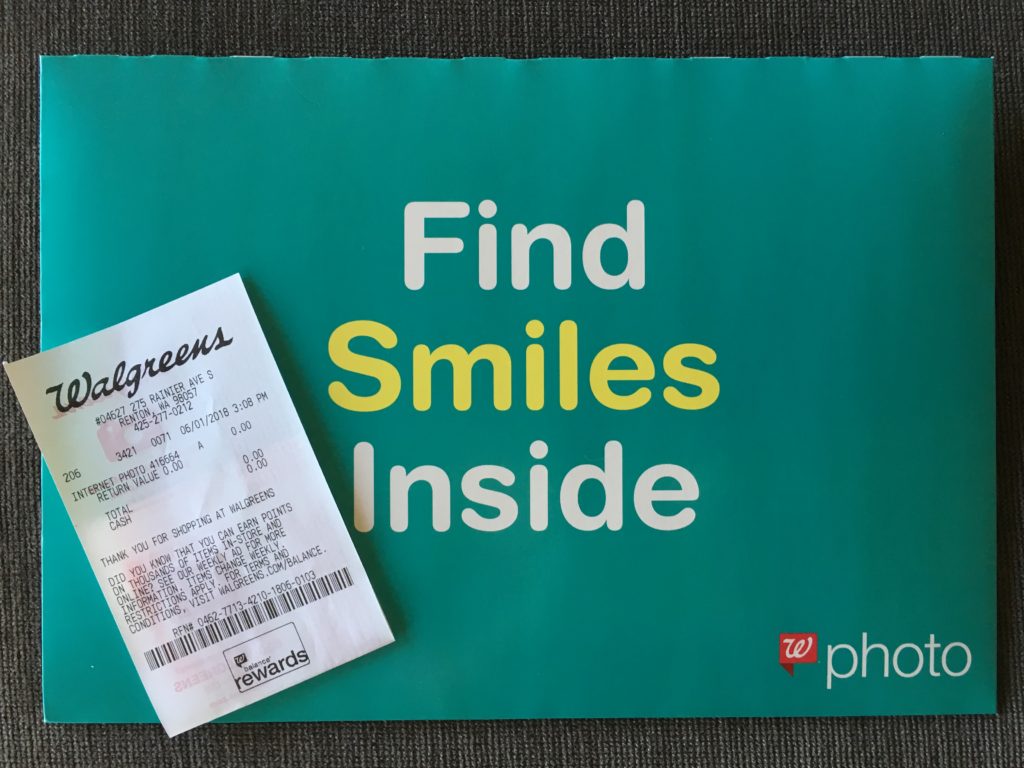 Find
Smiles
Inside
W photo
Walgreens
#04627 275 RAINIER AVE S
RENTON, WA 98057
425-277-0212
206 3421 0071 06/01/2018 3:08 PM
INTERNET PHOTO 416664 A 0.00
RETURN VALUE 0.00
TOTAL 0.00
CASH 0.00
THANK YOU FOR SHOPPING AT WALGREENS
DID YOU KNOW THAT YOU CAN EARN POINTS
ON THOUSANDS OF ITEMS IN-STORE AND
ONLINE? SEE OUR WEEKLY AD FOR MORE
INFORMATION. ITEMS CHANGE WEEKLY.
RESTRICTIONS APPLY. FOR TERMS AND
CONDITIONS, VISIT WALGREENS.COM/BALANCE.
RFN# 0462-7713-4210-1806-0103
W balance
rewards